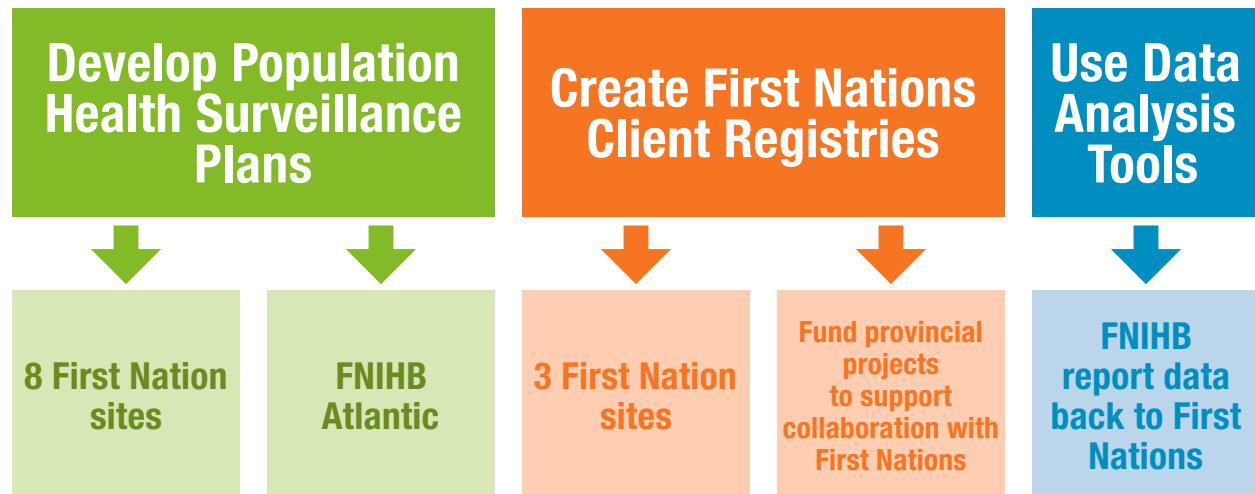 Develop Population
Health Surveillance
Plans
Create First Nations
Client Registries
Use Data
Analysis
Tools
8 First Nation
sites
FNIHB
Atlantic
3 First Nation
sites
Fund provincial
projects
to support
collaboration with
First Nations
FNIHB
report data
back to First
Nations